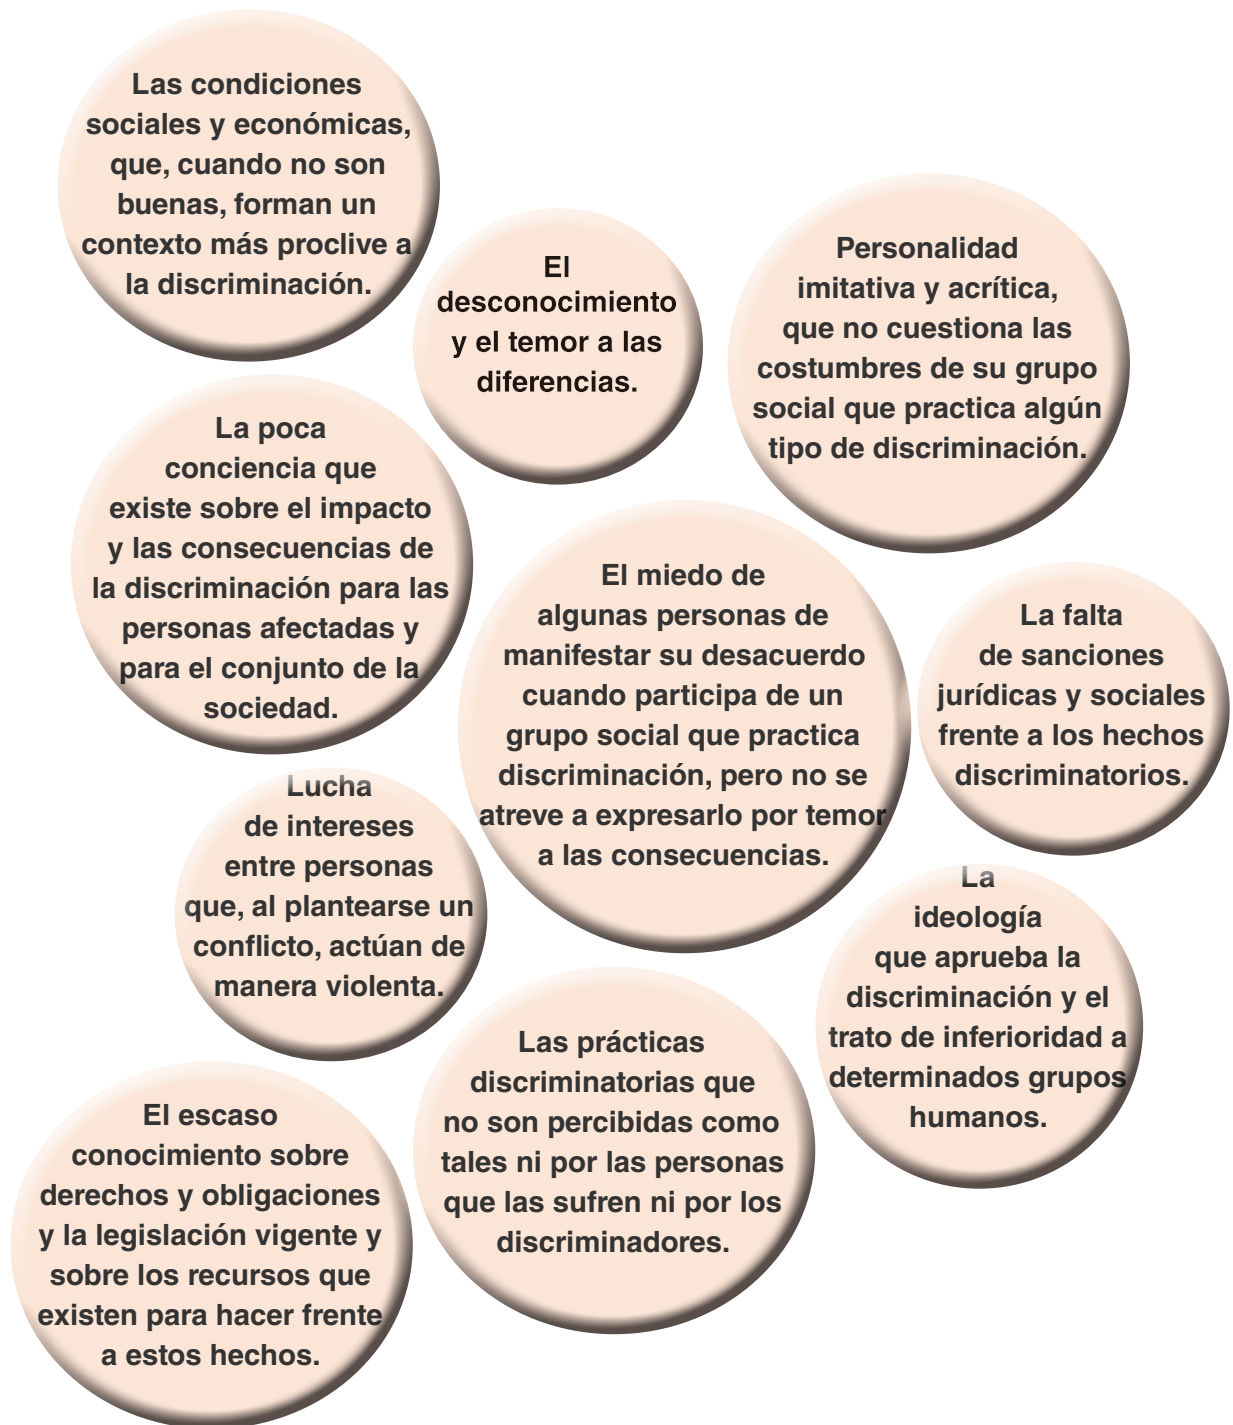 Las condiciones
sociales y económicas,
que, cuando no son
buenas, forman un
contexto más proclive a
la discriminación.
El
desconocimiento
y el temor a las
diferencias.
Personalidad
imitativa y acrítica,
que no cuestiona las
costumbres de su grupo
social que practica algún
tipo de discriminación.
La poca
conciencia que
existe sobre el impacto
y las consecuencias de
la discriminación para las
personas afectadas y
para el conjunto de la
sociedad.
El miedo de
algunas personas de
manifestar su desacuerdo
cuando participa de un
grupo social que practica
discriminación, pero no se
atreve a expresarlo por temor
a las consecuencias.
La falta
de sanciones
jurídicas y sociales
frente a los hechos
discriminatorios.
Lucha
de intereses
entre personas
que, al plantearse un
conflicto, actúan de
manera violenta.
La
ideología
que aprueba la
discriminación y el
trato de inferioridad a
determinados grupos
humanos.
Las prácticas
discriminatorias que
no son percibidas como
tales ni por las personas
que las sufren ni por los
discriminadores.
El escaso
conocimiento sobre
derechos y obligaciones
y la legislación vigente y
sobre los recursos que
existen para hacer frente
a estos hechos.